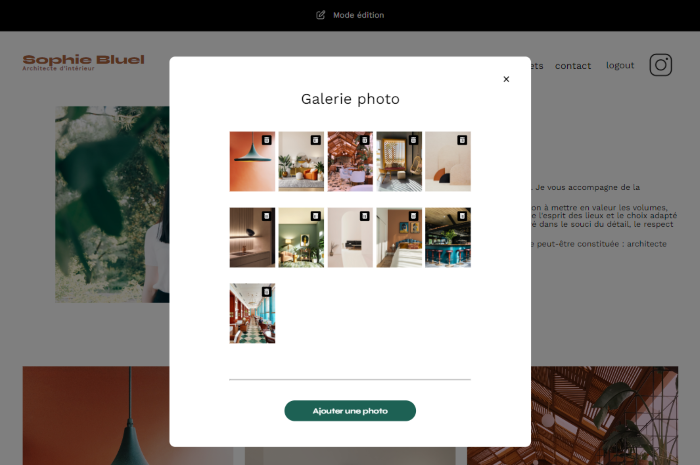 Mode édition
Sophie Bluel
Architecte d'intérieur
ets contact logout
×
Galerie photo
. Je vous accompagne de la
on à mettre en valeur les volumes,
e l'esprit des lieux et le choix adapté
é dans le souci du détail, le respect
e peut-être constituée : architecte
Ajouter une photo